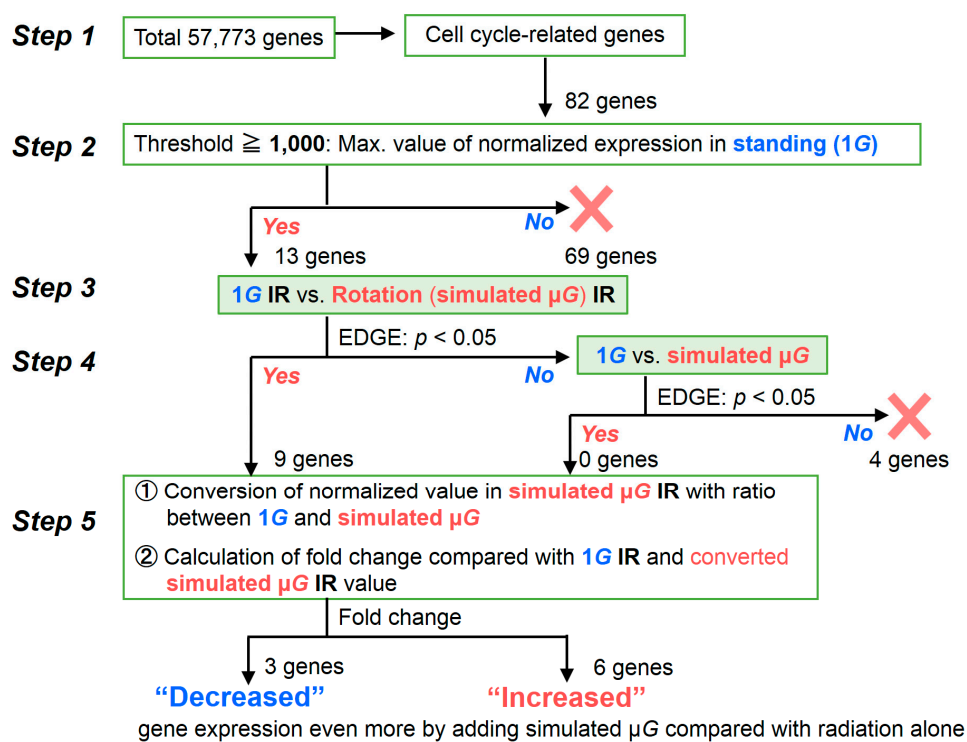 Step 1
Total 57,773 genes
Cell cycle-related genes
82 genes
Step 2
Threshold ≧ 1,000: Max. value of normalized expression in standing (1G)
Yes
No
13 genes
69 genes
Step 3
1G IR vs. Rotation (simulated μG) IR
EDGE: p < 0.05
Step 4
1G vs. simulated μG
Yes
No
EDGE: p < 0.05
Yes
No
9 genes
0 genes
4 genes
Step 5
① Conversion of normalized value in simulated μG IR with ratio
between 1G and simulated μG
② Calculation of fold change compared with 1G IR and converted
simulated μG IR value
Fold change
3 genes
6 genes
“Decreased”
“Increased”
gene expression even more by adding simulated μG compared with radiation alone